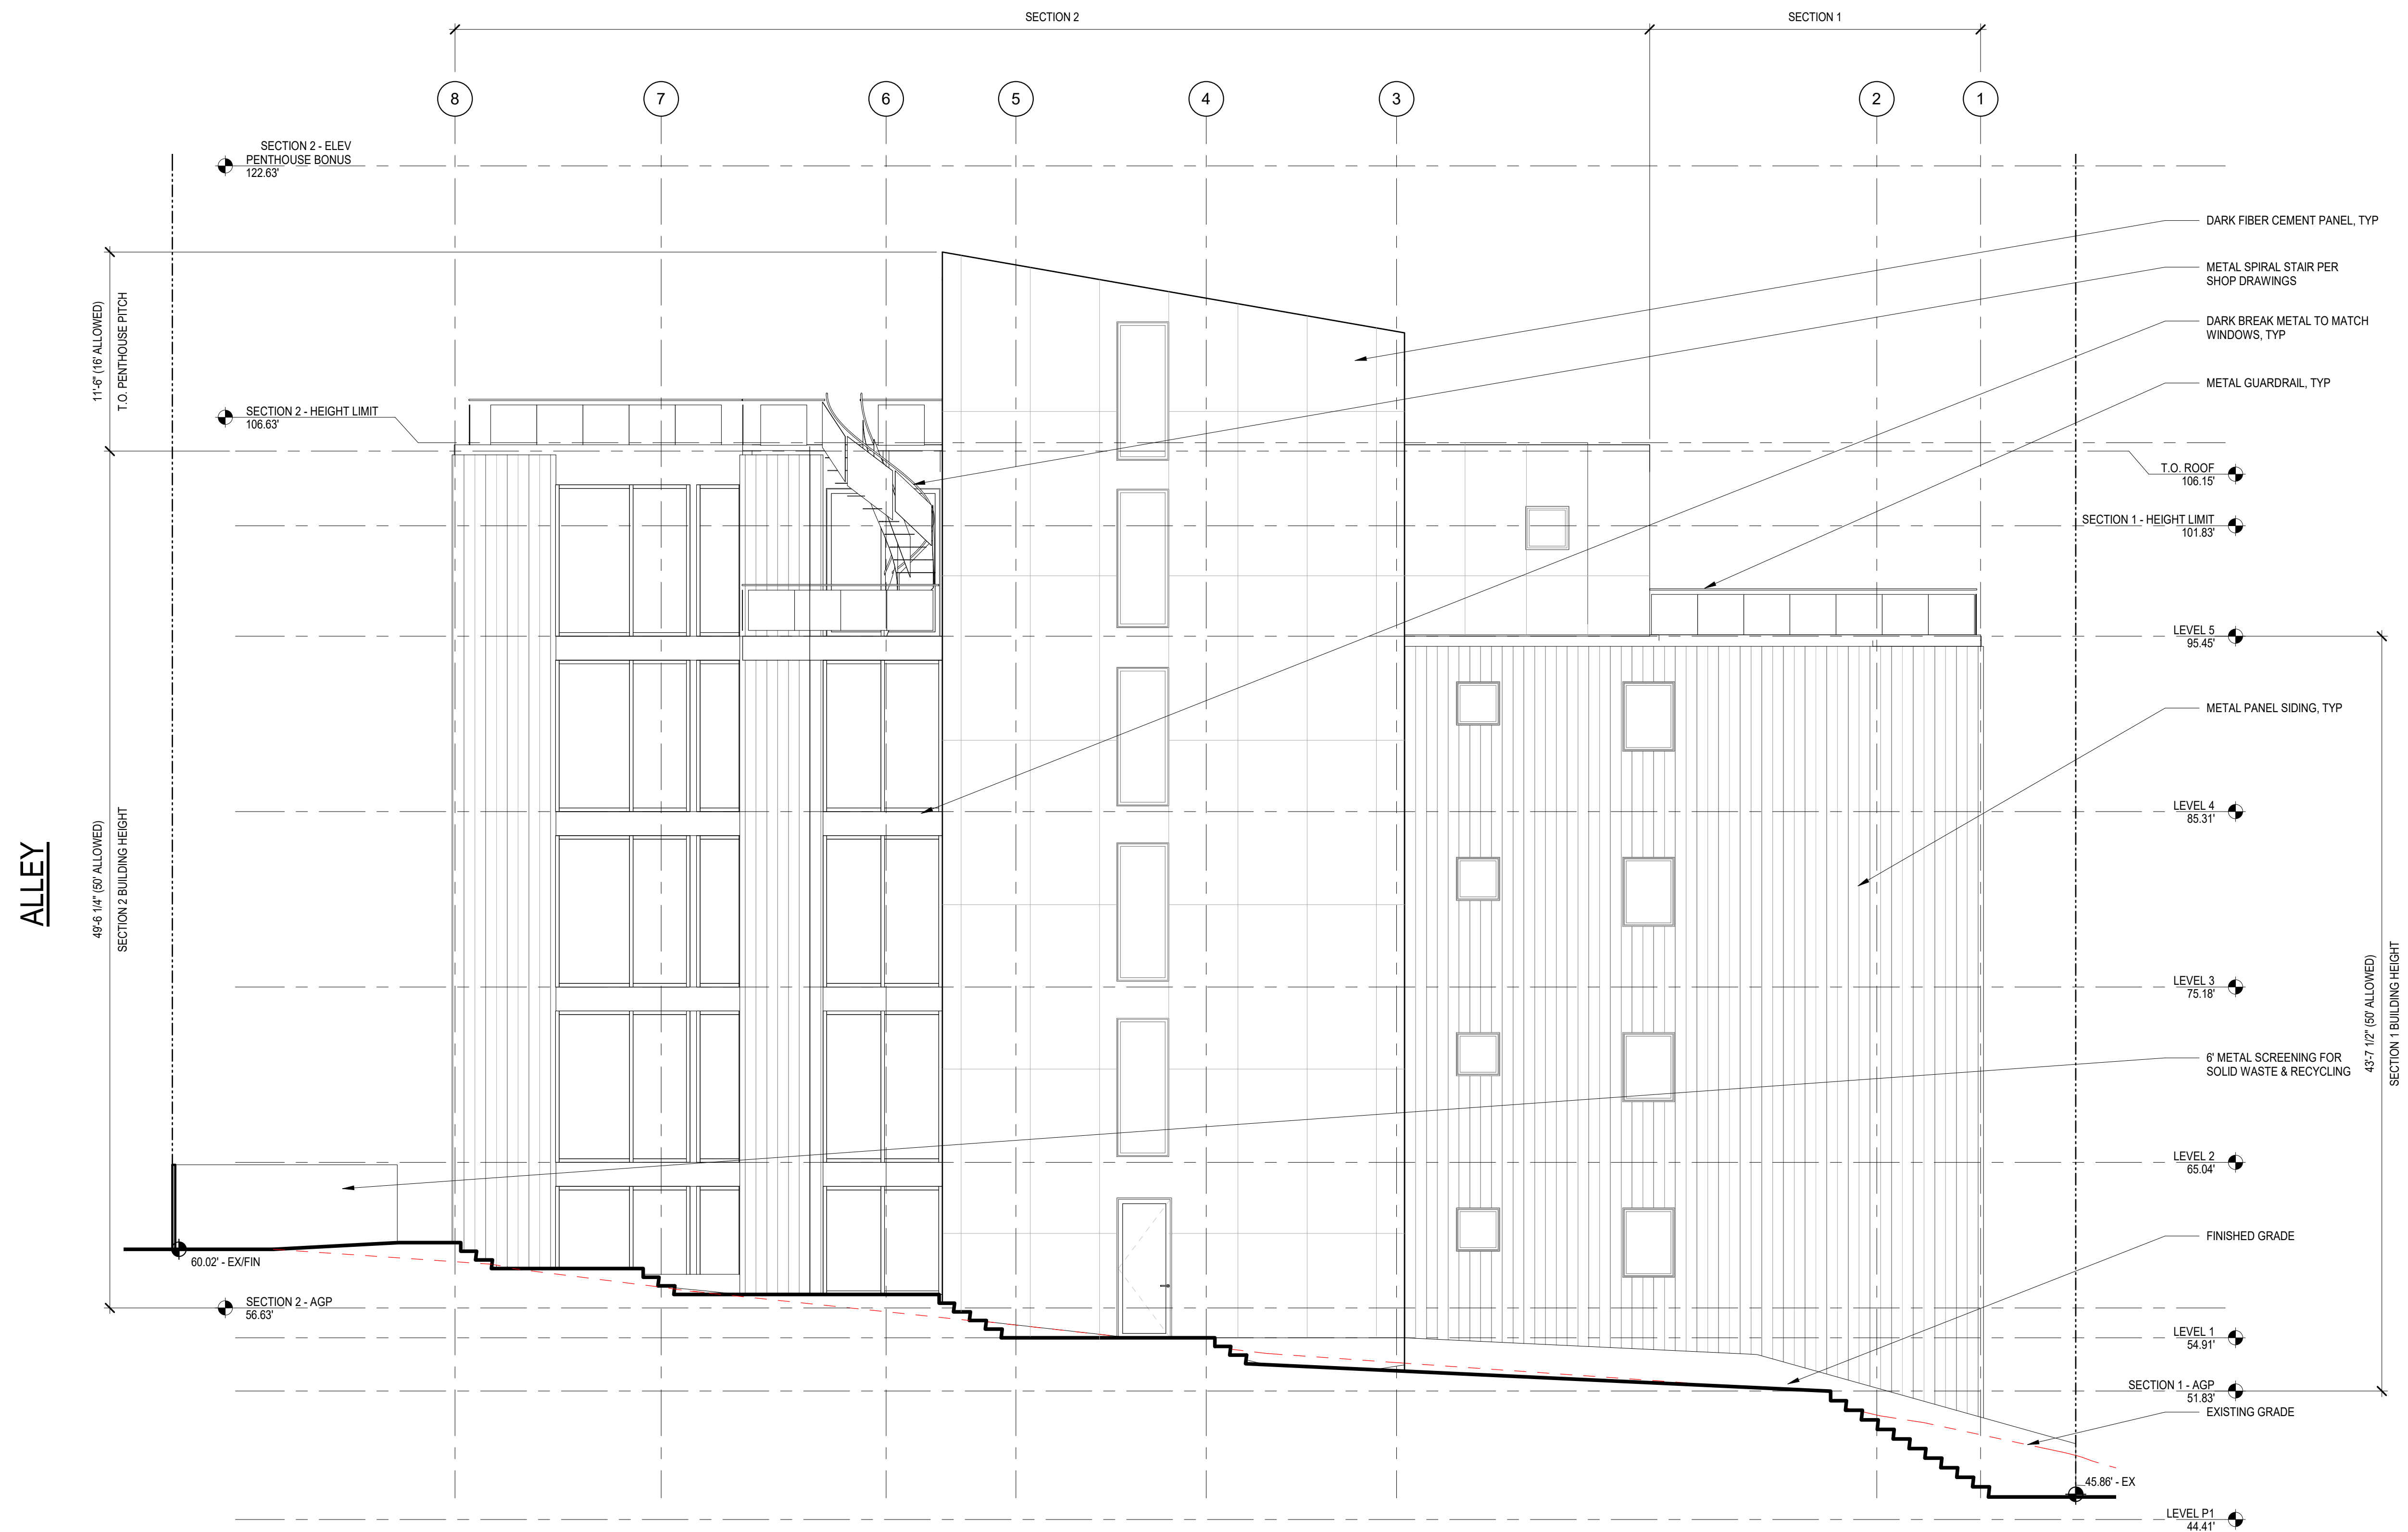 SECTION 2
SECTION 1
8
7
6
5
4
3
2
1
SECTION 2 - ELEV
PENTHOUSE BONUS
122.63'
DARK FIBER CEMENT PANEL, TYP
METAL SPIRAL STAIR PER
SHOP DRAWINGS
DARK BREAK METAL TO MATCH
WINDOWS, TYP
METAL GUARDRAIL, TYP
11'-6" (16' ALLOWED)
T.O. PENTHOUSE PITCH
SECTION 2 - HEIGHT LIMIT
106.63'
T.O. ROOF
106.15'
SECTION 1 - HEIGHT LIMIT
101.83'
LEVEL 5
95.45'
METAL PANEL SIDING, TYP
LEVEL 4
85.31'
ALLEY
49'-6 1/4" (50' ALLOWED)
SECTION 2 BUILDING HEIGHT
LEVEL 3
75.18'
43'-7 1/2" (50' ALLOWED)
SECTION 1 BUILDING HEIGHT
6' METAL SCREENING FOR
SOLID WASTE & RECYCLING
LEVEL 2
65.04'
FINISHED GRADE
60.02' - EX/FIN
SECTION 2 - AGP
56.63'
LEVEL 1
54.91'
SECTION 1 - AGP
51.83'
EXISTING GRADE
45.86' - EX
LEVEL P1
44.41'